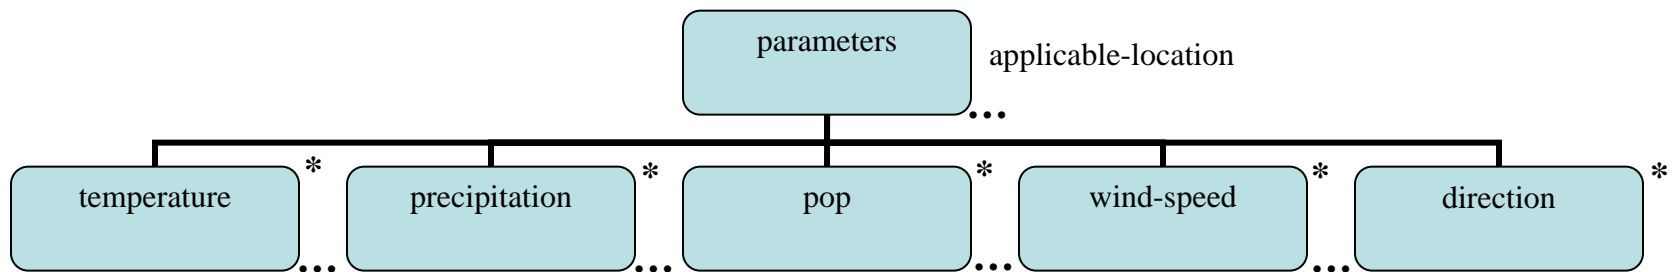 parameters
applicable-location
...
* * * * *
temperature precipitation pop wind-speed direction
... ... ... ...